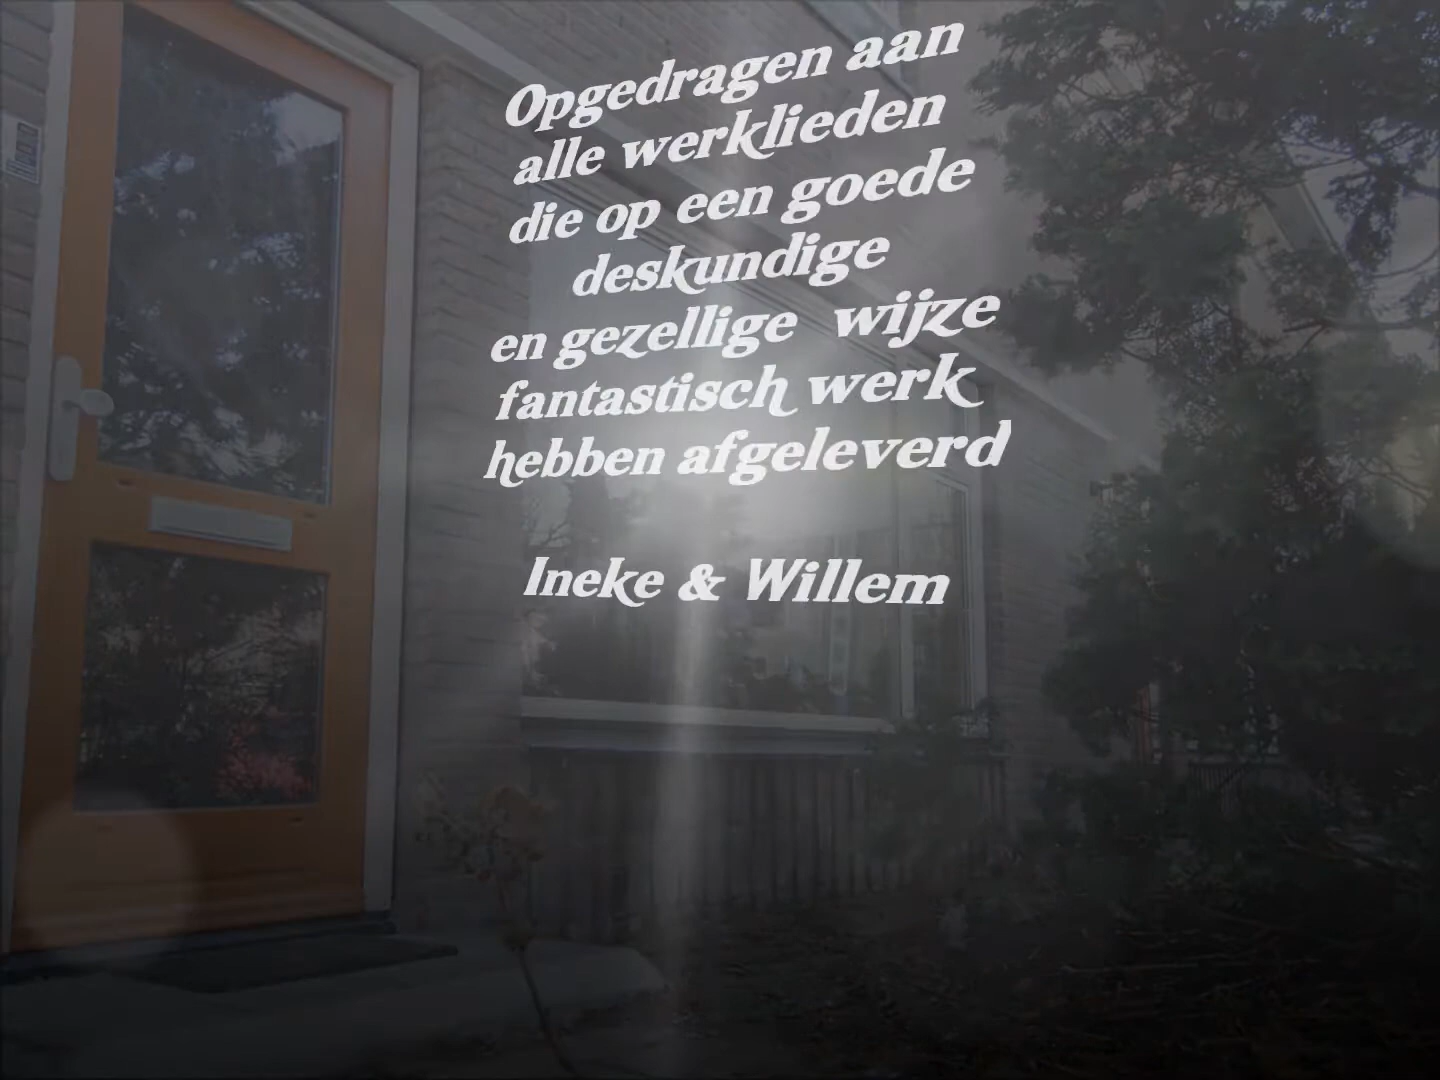 Opgedragen aan
alle werklieden
die op een goede
deskundige
en gezellige wijze
fantastisch werk
hebben afgeleverd
Ineke & Willem